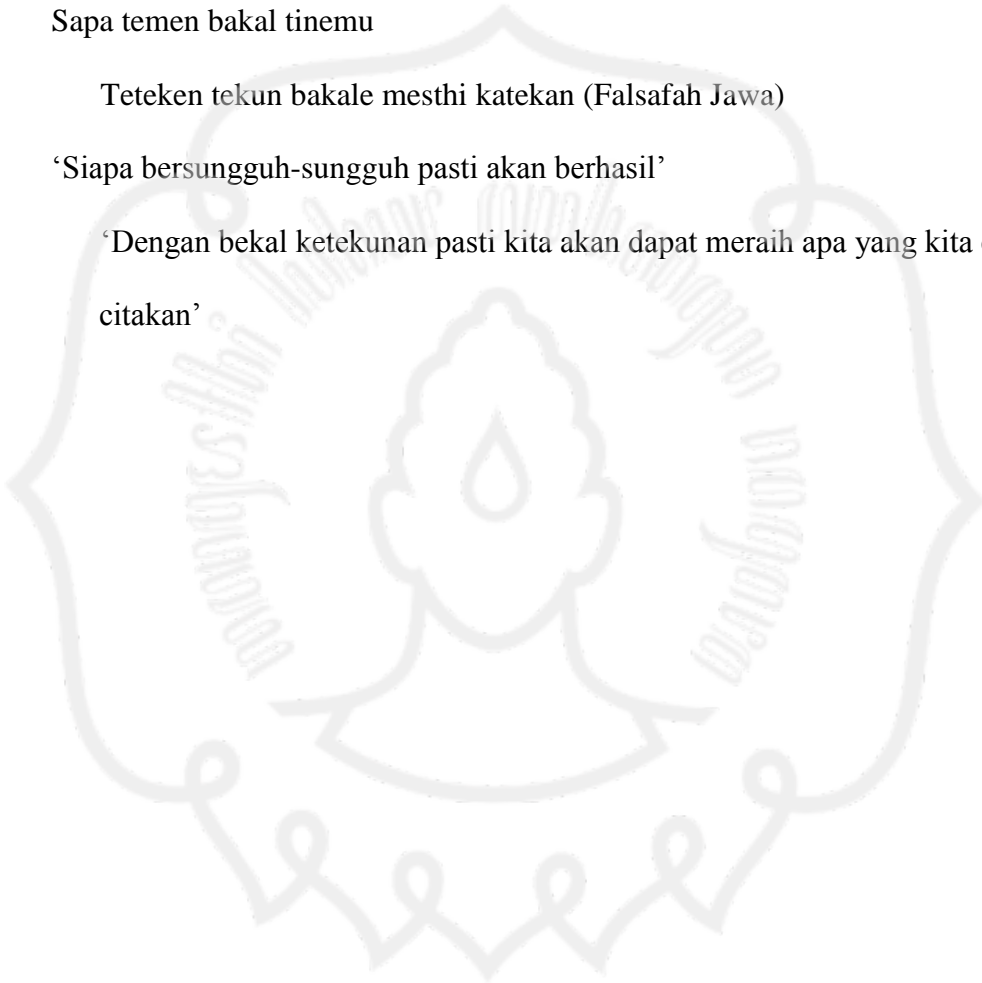 Sapa temen bakal tinemu
Teteken tekun bakale mesthi katekan (Falsafah Jawa)
‘Siapa bersungguh-sungguh pasti akan berhasil’
‘Dengan bekal ketekunan pasti kita akan dapat meraih apa yang kita
citakan’